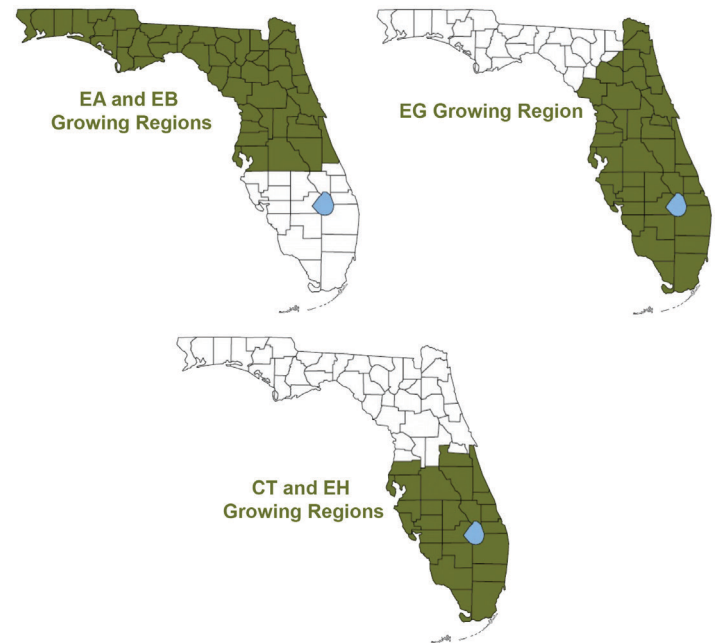 EA and EB
Growing Regions
EG Growing Region
CT and EH
Growing Regions